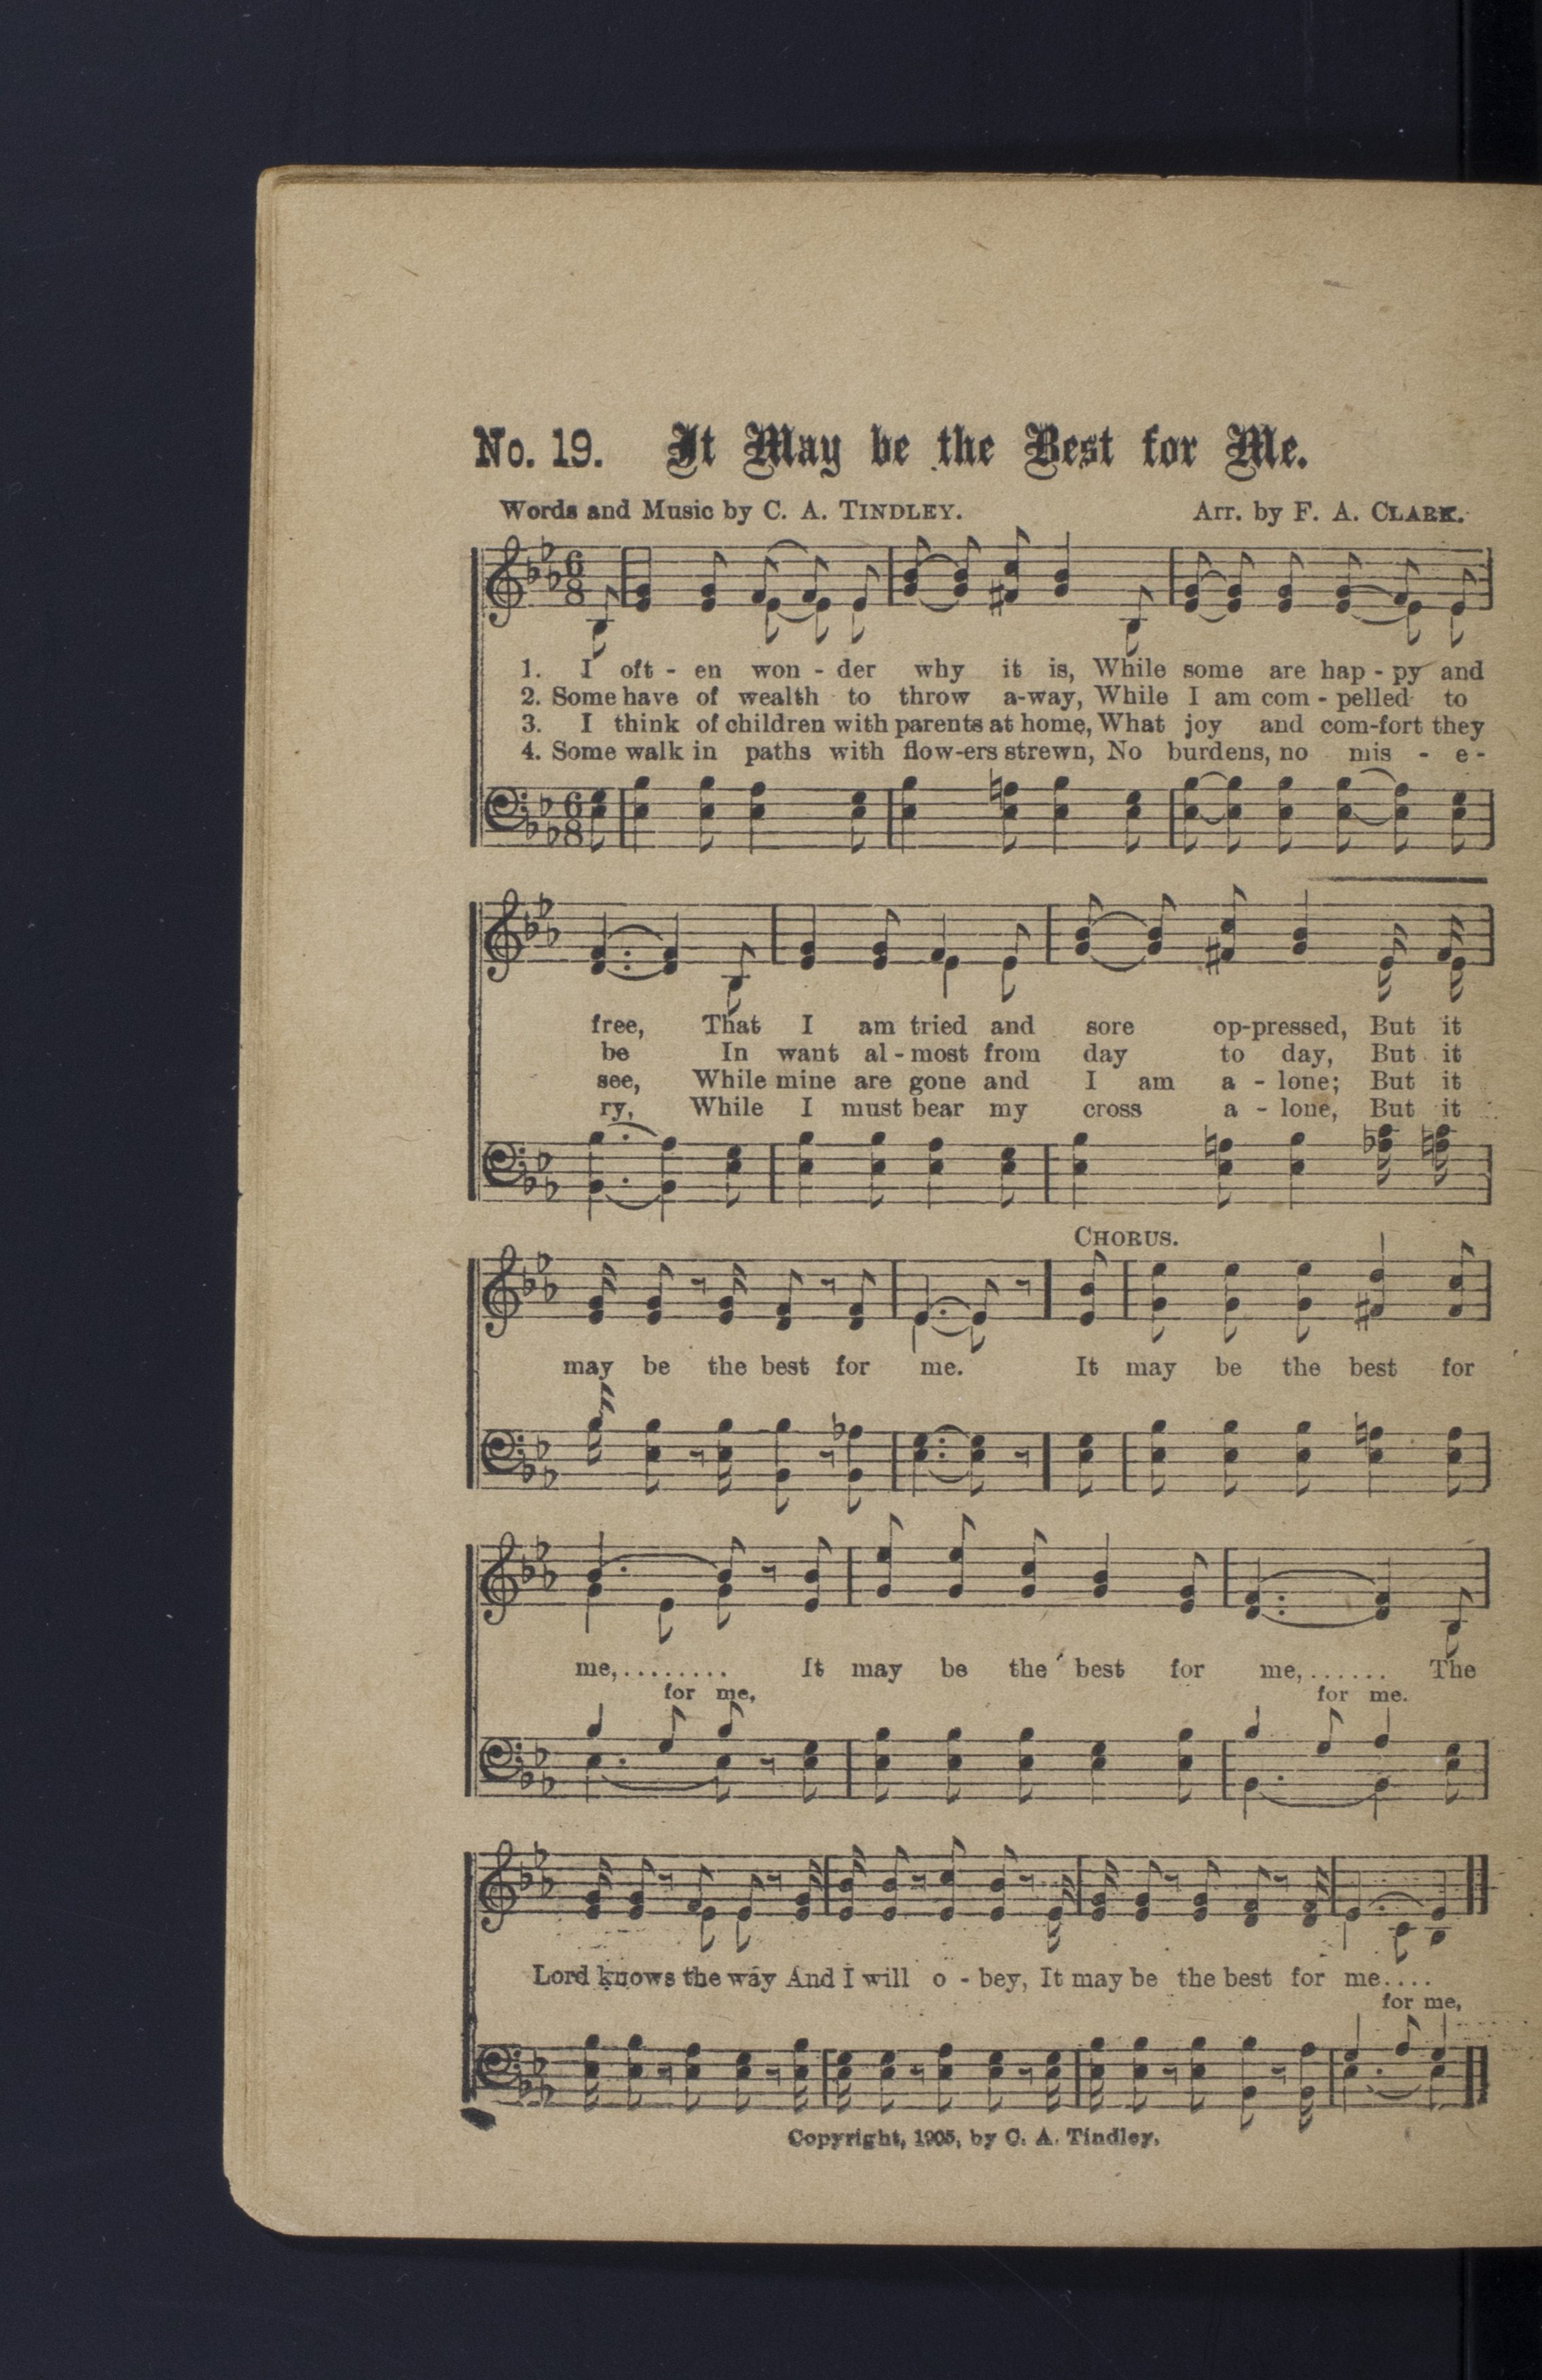 No. 19. It May be the Best for Me.
Words and Music by C. A. TINDLEY. Arr. by F. A. CLARK.
1. I oft - en won - der why it is, While some are hap - py and
2. Some have of wealth to throw a-way, While I am com - pelled to
3. I think of children with parents at home, What joy and com-fort they
4. Some walk in paths with flow-ers strewn, No burdens, no mis - e -
free, That I am tried and sore op-pressed, But it
be In want al - most from day to day, But it
see, While mine are gone and I am a - lone; But it
ry, While I must bear my cross a - lone, But it
CHORUS.
may be the best for me. It may be the best for
me,......... It may be the best for me,...... The
for me, for me.
Lord knows the way And I will o - bey, It may be the best for me....
for me,
Copyright, 1905, by C. A. Tindley.